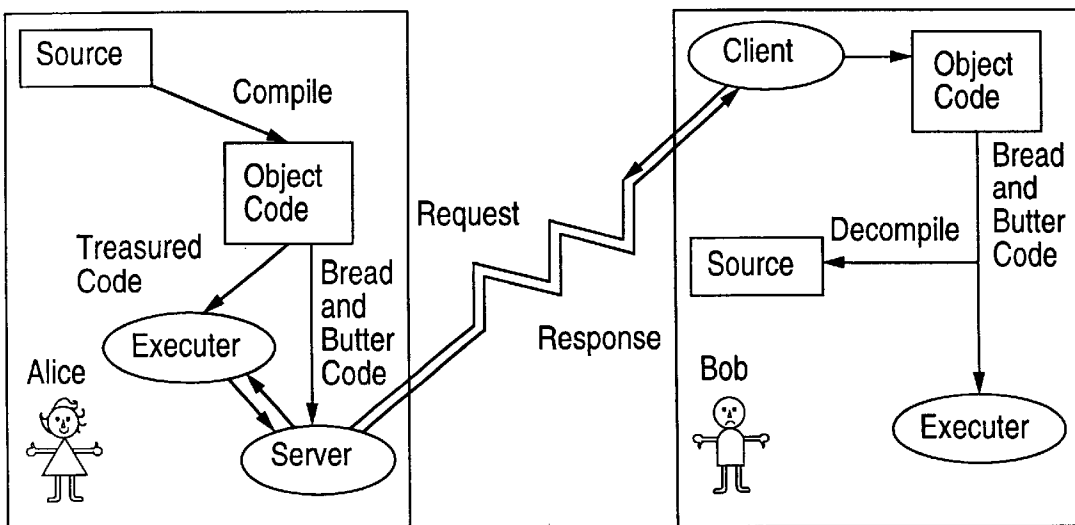 Source
Compile
Object
Code
Treasured
Code
Bread
and
Butter
Code
Executer
Alice
Server
Request
Response
Client
Object
Code
Bread
and
Butter
Code
Decompile
Source
Bob
Executer